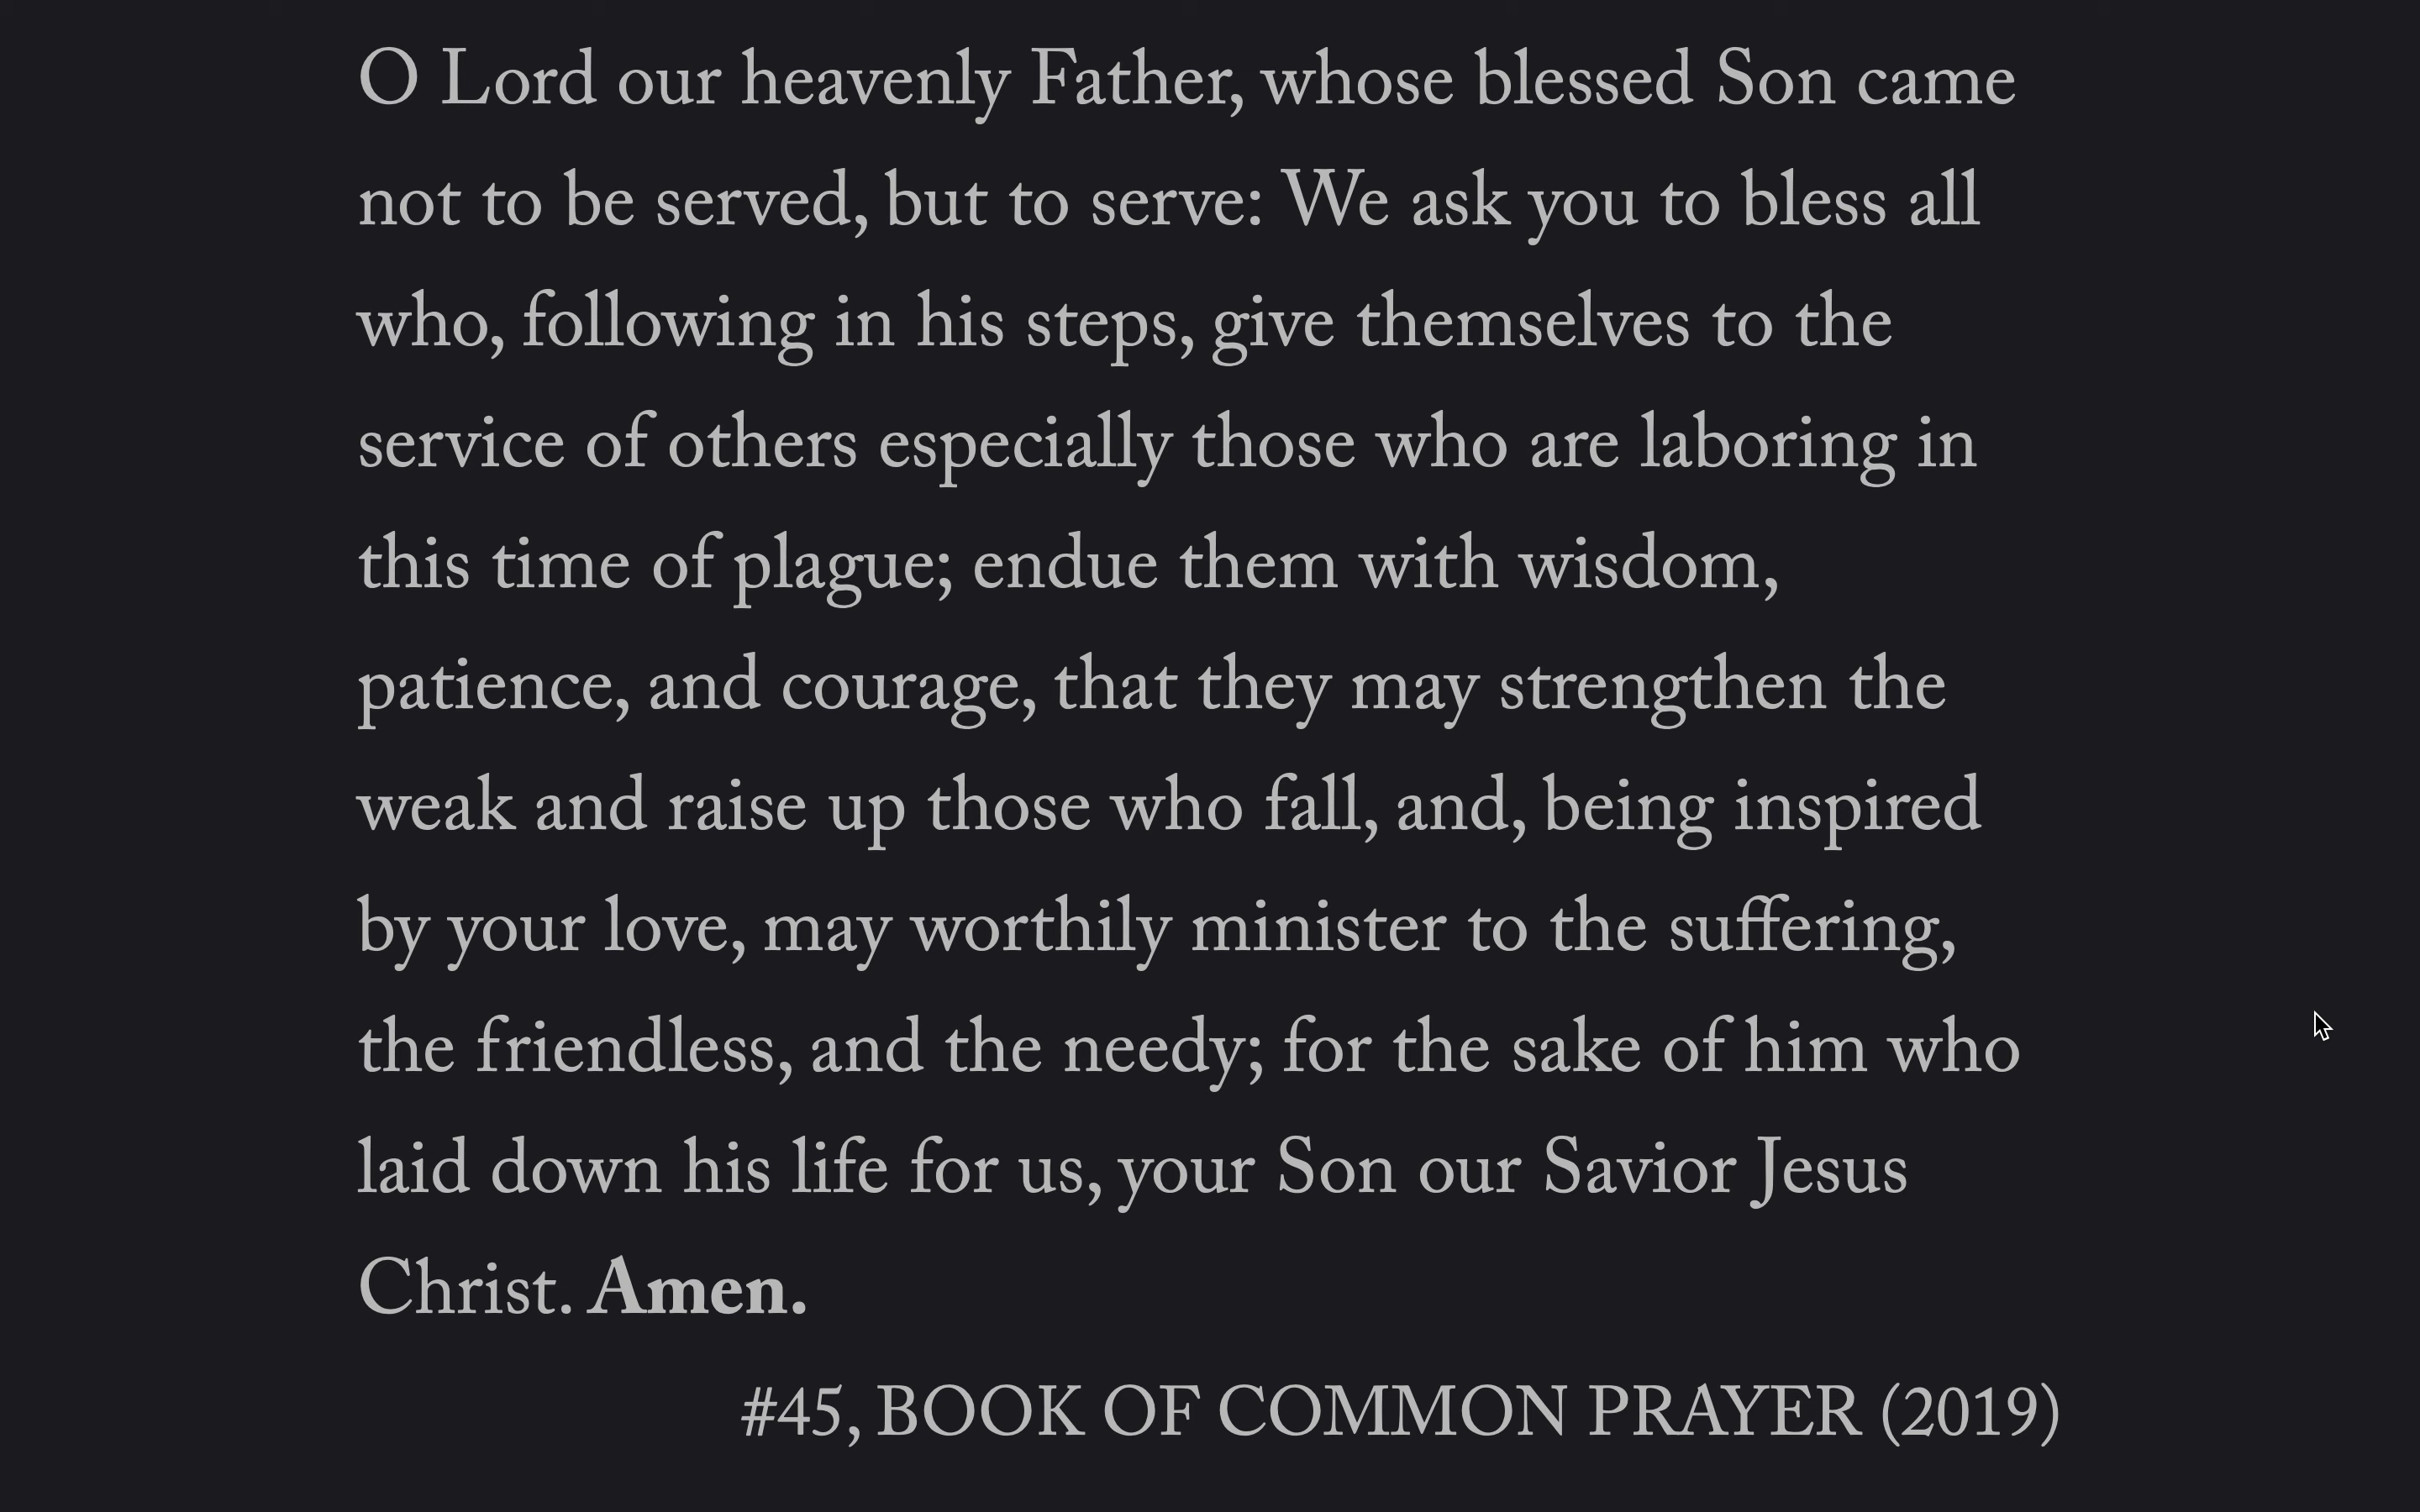 O Lord our heavenly Father, whose blessed Son came
not to be served, but to serve: We ask you to bless all
who, following in his steps, give themselves to the
service of others especially those who are laboring in
this time of plague; endue them with wisdom,
patience, and courage, that they may strengthen the
weak and raise up those who fall, and, being inspired
by your love, may worthily minister to the suffering,
the friendless, and the needy; for the sake of him who
laid down his life for us, your Son our Savior Jesus
Christ. Amen.
#45, BOOK OF COMMON PRAYER (2019)